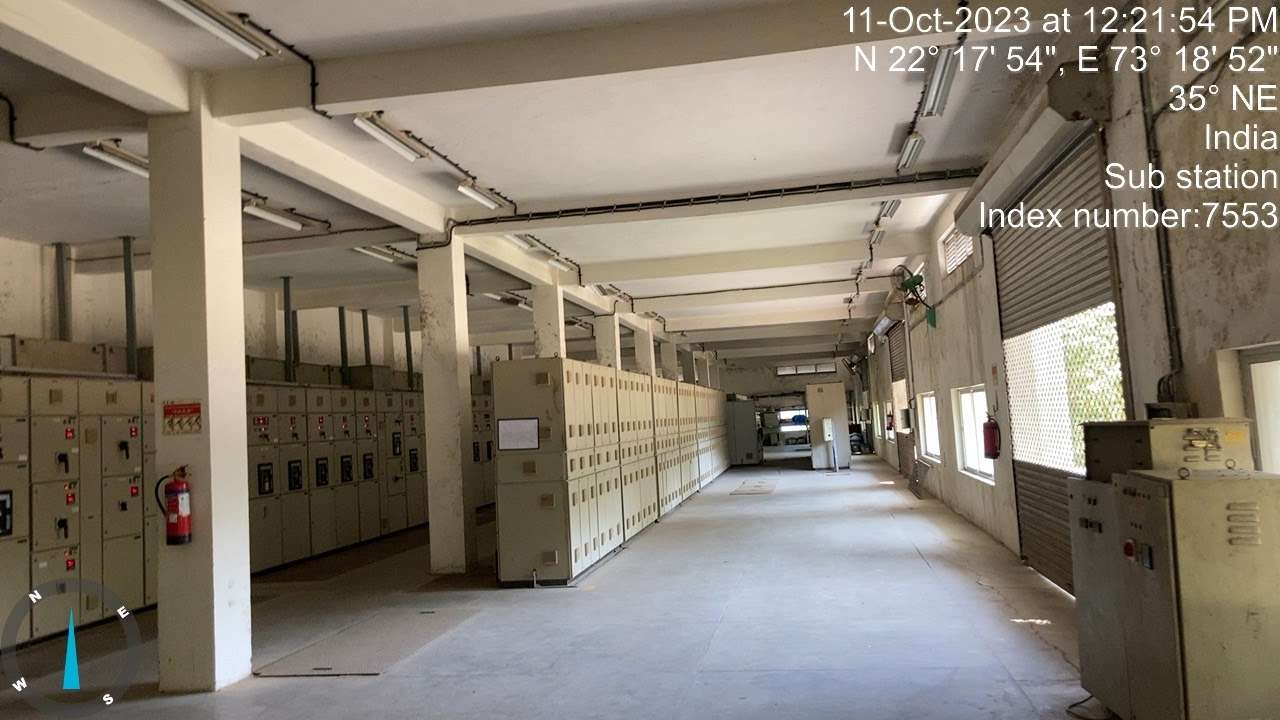 11-Oct-2023 at 12:21:54 PM
N 22° 17' 54", E 73° 18' 52"
35° NE
India
Sub station
Index number:7553
N
E
W
S